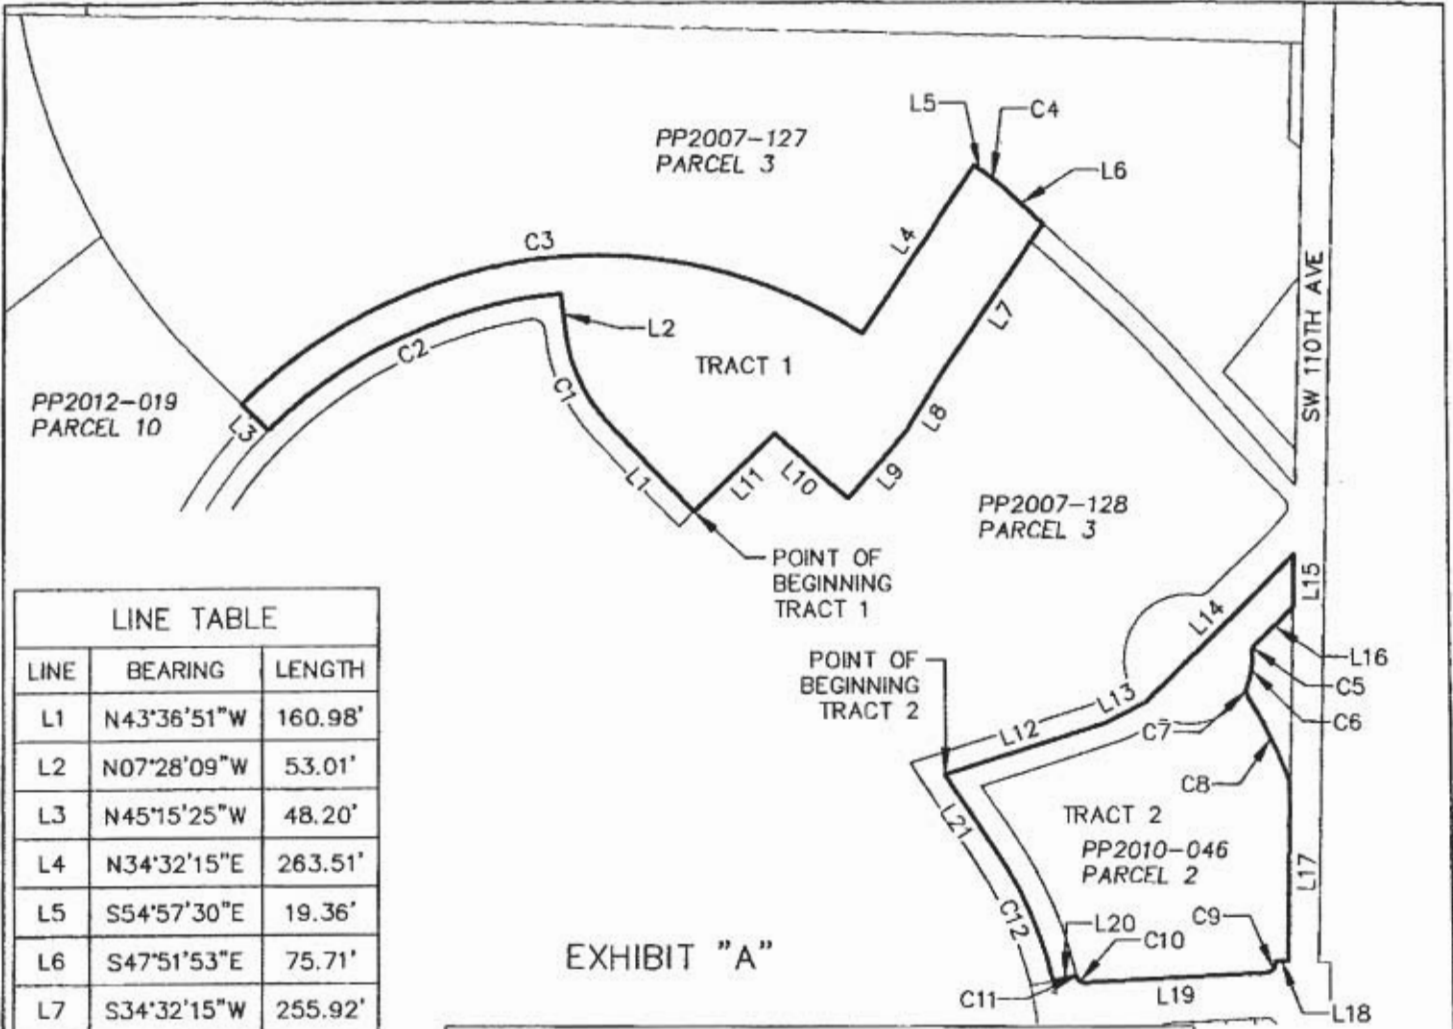 L5
C4
PP2007-127
PARCEL 3
L6
C3
L4
L2
L7
C2
TRACT 1
SW 110TH AVE
PP2012-019
PARCEL 10
C1
L3
L8
L1
L11
L10
L9
PP2007-128
PARCEL 3
POINT OF
BEGINNING
TRACT 1
L15
L14
POINT OF
BEGINNING
TRACT 2
L16
C5
L13
L12
C7
C6
C8
L21
TRACT 2
PP2010-046
PARCEL 2
L17
C12
L20
C9
C10
C11
L19
L18
EXHIBIT "A"
LINE TABLE
LINE BEARING LENGTH
L1 N43°36'51"W 160.98'
L2 N07°28'09"W 53.01'
L3 N45°15'25"W 48.20'
L4 N34°32'15"E 263.51'
L5 S54°57'30"E 19.36'
L6 S47°51'53"E 75.71'
L7 S34°32'15"W 255.92'